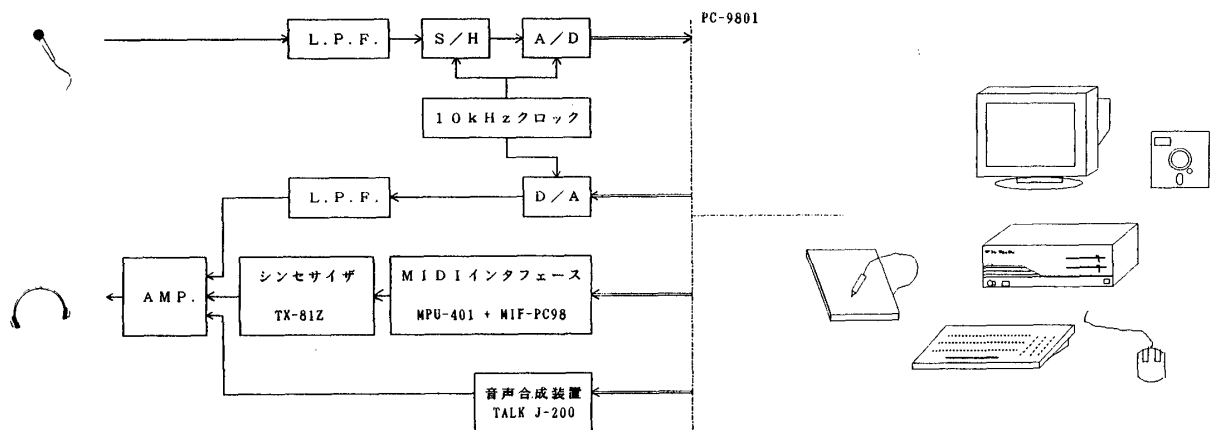 PC-9801
L.P.F.
S/H
A/D
10kHzクロック
L.P.F.
D/A
AMP.
シンセサイザ
TX-81Z
MIDIインタフェース
MPU-401 + MIF-PC98
音声合成装置
TALK J-200